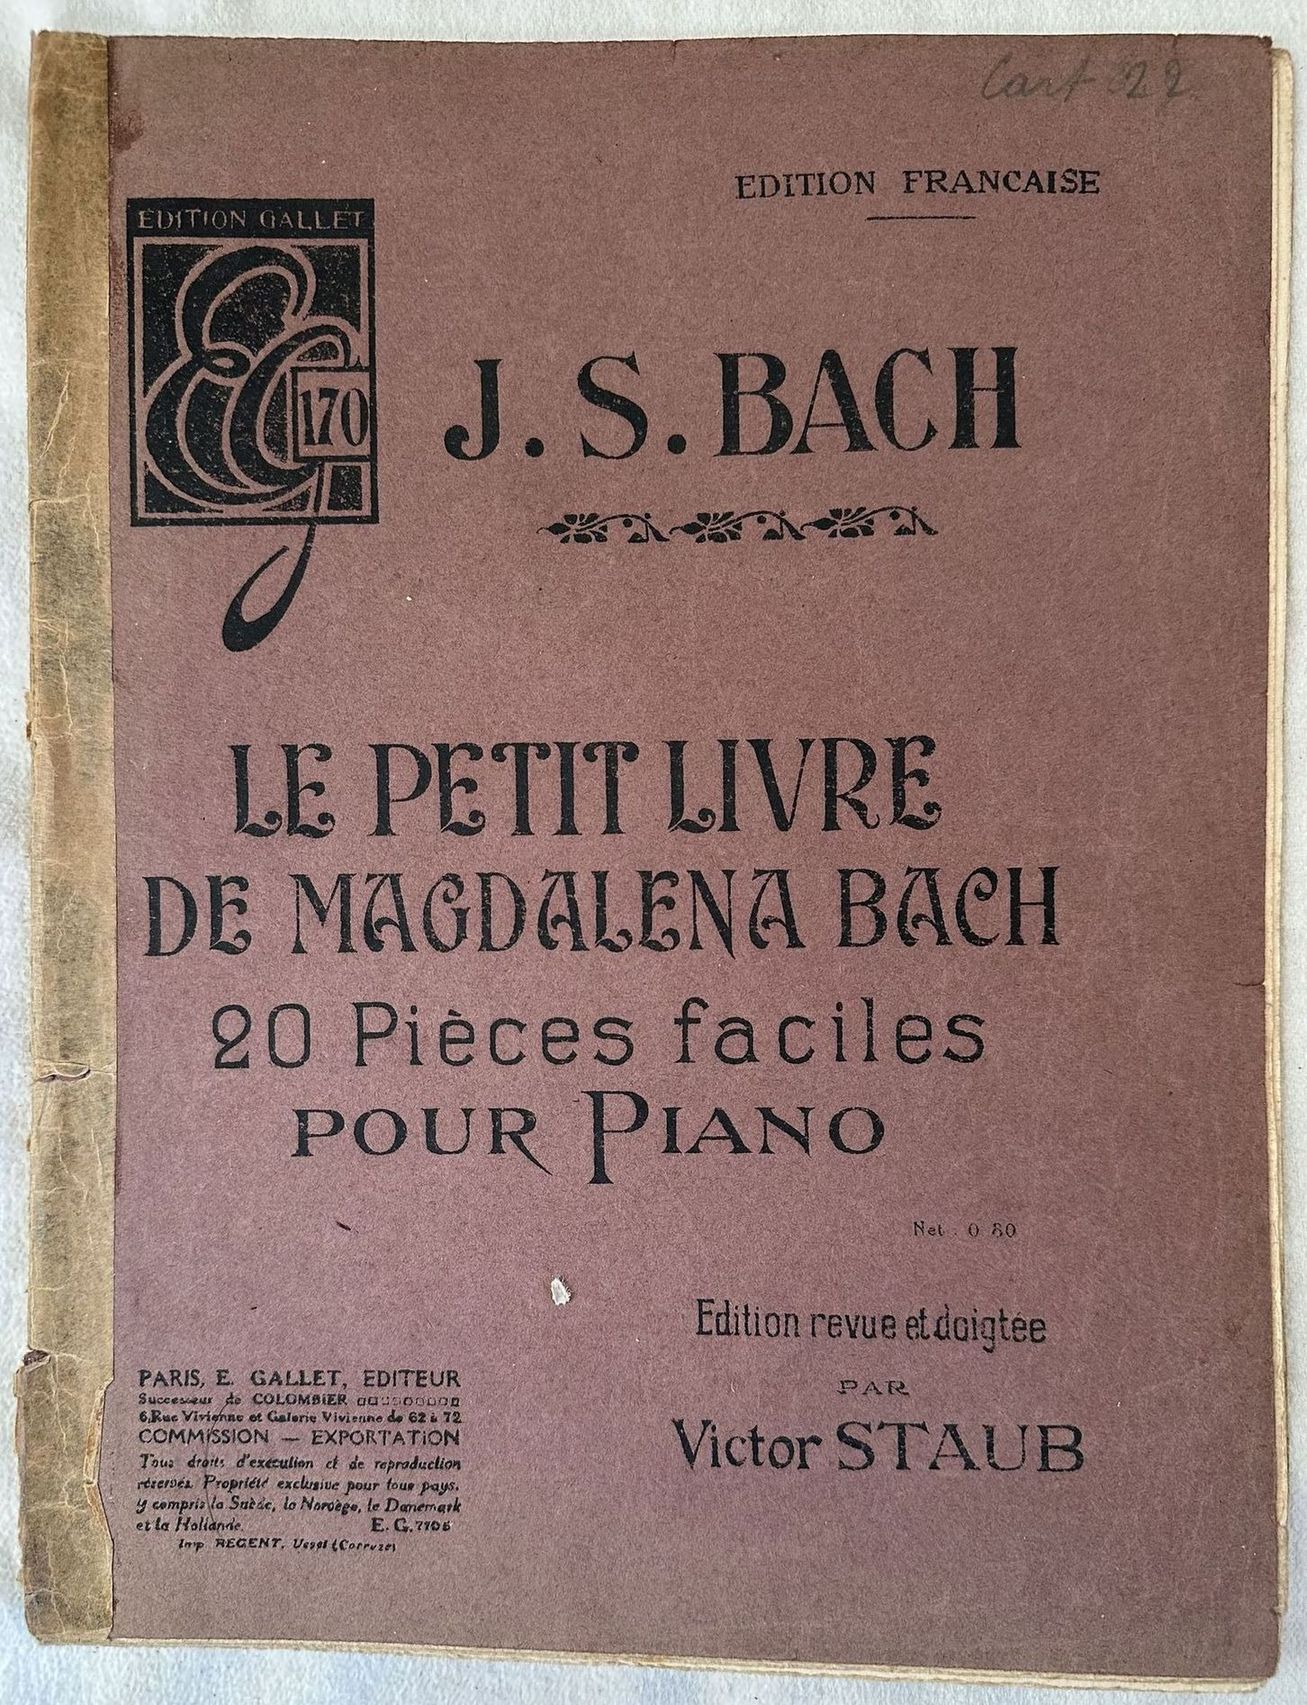 Cart 22
EDITION FRANCAISE
EDITION GALLET
EG
170
J. S. BACH
LE PETIT LIVRE
DE MAGDALENA BACH
20 Pièces faciles
POUR PIANO
Net : 0 80
Edition revue et doigtée
PAR
Victor STAUB
PARIS, E. GALLET, EDITEUR
Successeur de COLOMBIER
6, Rue Vivienne et Galerie Vivienne de 62 à 72
COMMISSION — EXPORTATION
Tous droits d'exécution et de reproduction
réservés. Propriété exclusive pour tous pays,
y compris la Suède, la Norvège, le Danemark
et la Hollande. E. G. 7706
Imp REGENT, Ussel (Corrèze)